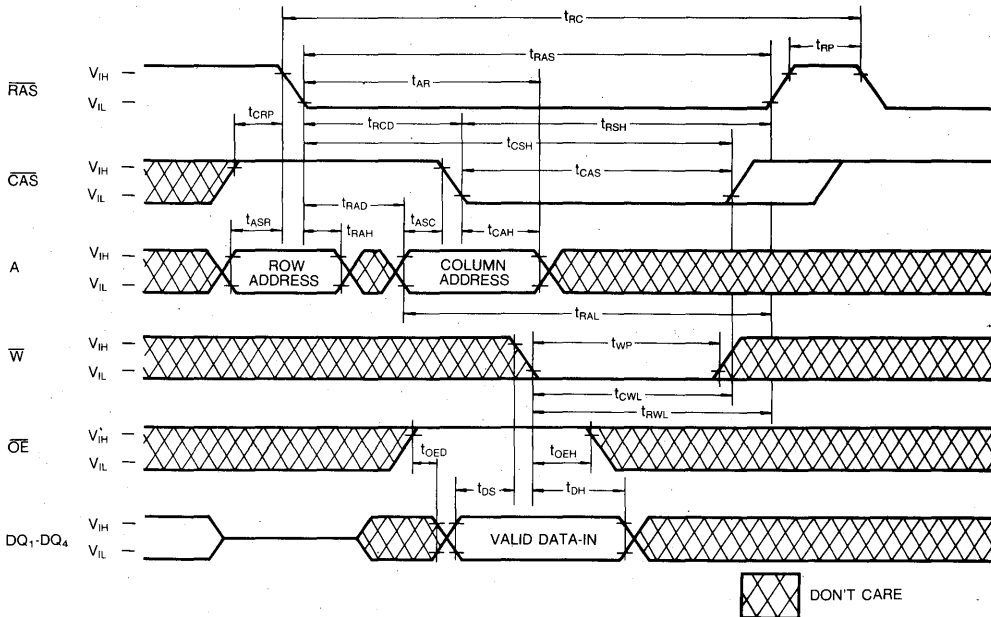 tRC
tRAS
tRP
tAR
RAS
VIH
VIL
tCRP
tRCD
tRSH
tCSH
CAS
VIH
VIL
tCAS
tASR
tRAD
tRAH
tASC
tCAH
A
VIH
VIL
ROW ADDRESS
COLUMN ADDRESS
tRAL
W
VIH
VIL
tWP
tCWL
tRWL
OE
VIH
VIL
tOED
tOEH
tDS
tDH
DQ1-DQ4
VIH
VIL
VALID DATA-IN
DON'T CARE